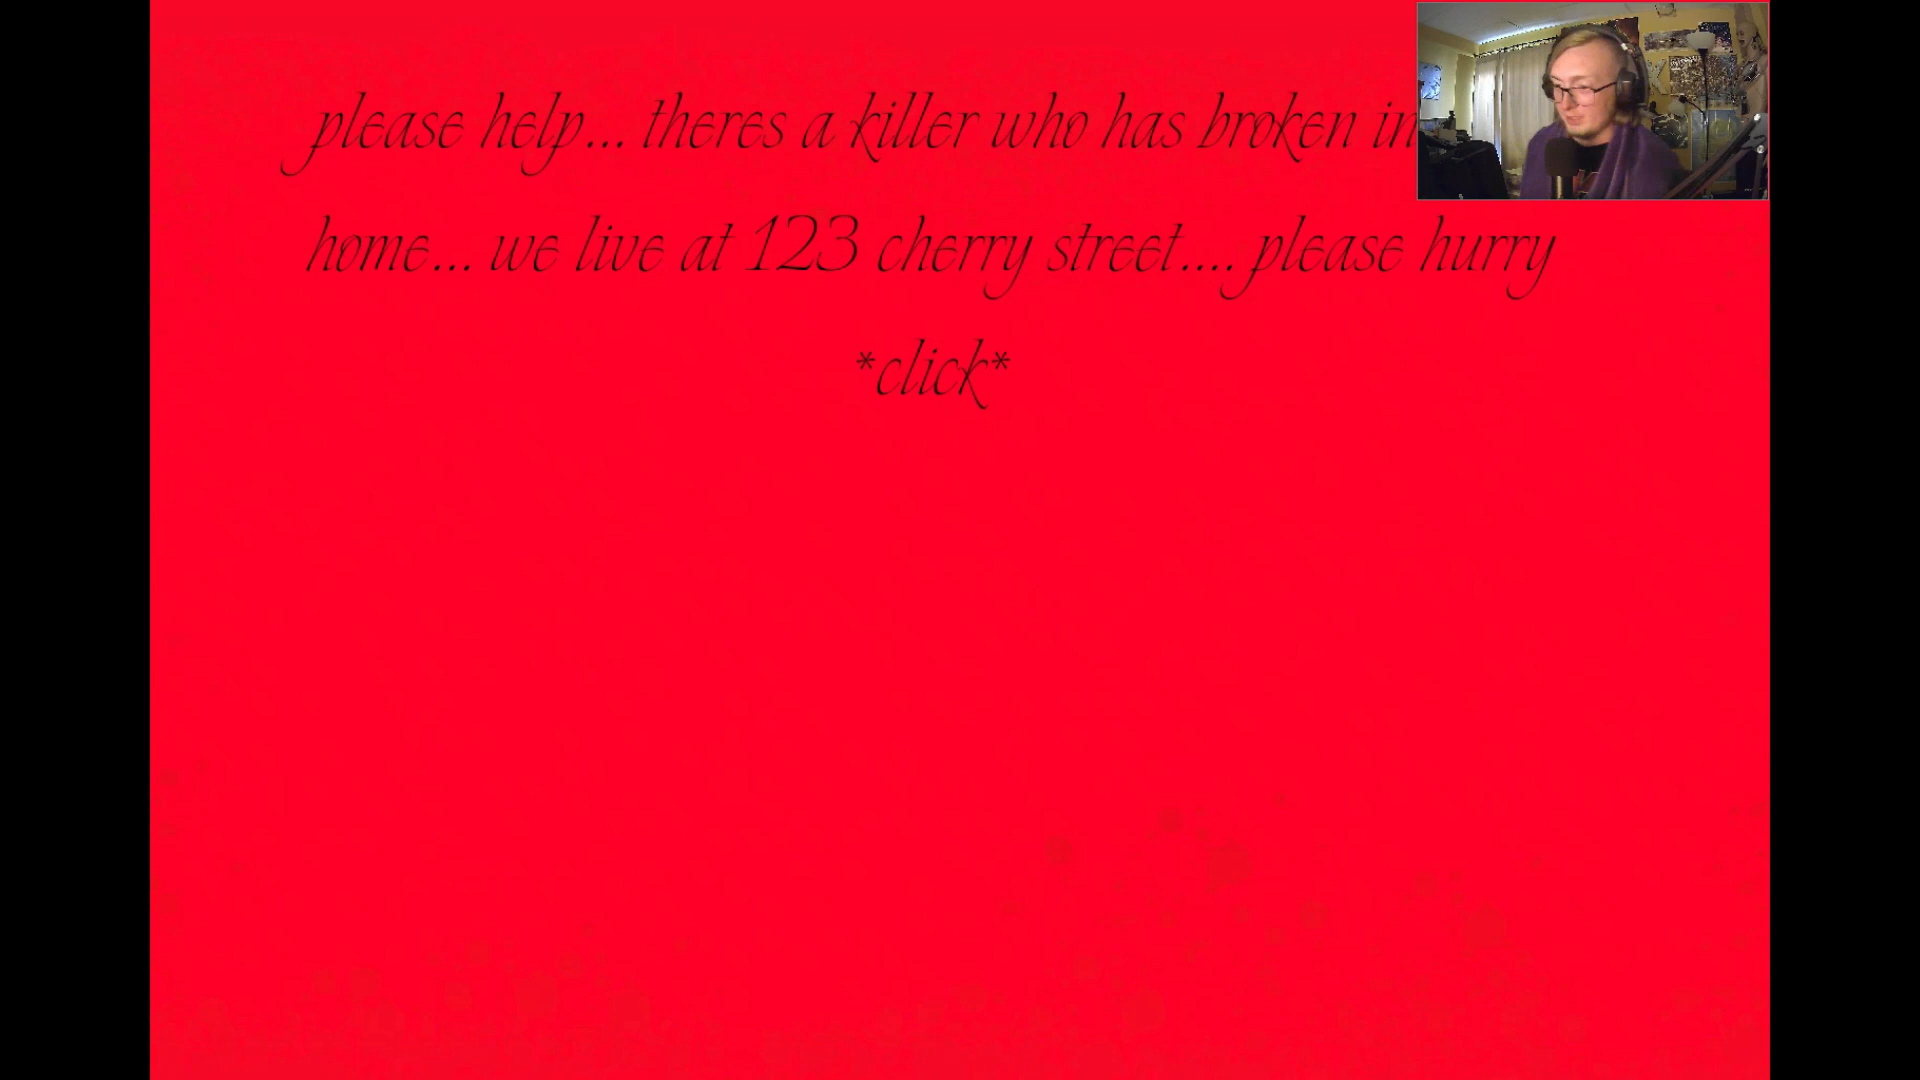 please help... theres a killer who has broken in
home... we live at 123 cherry street.... please hurry
*click*